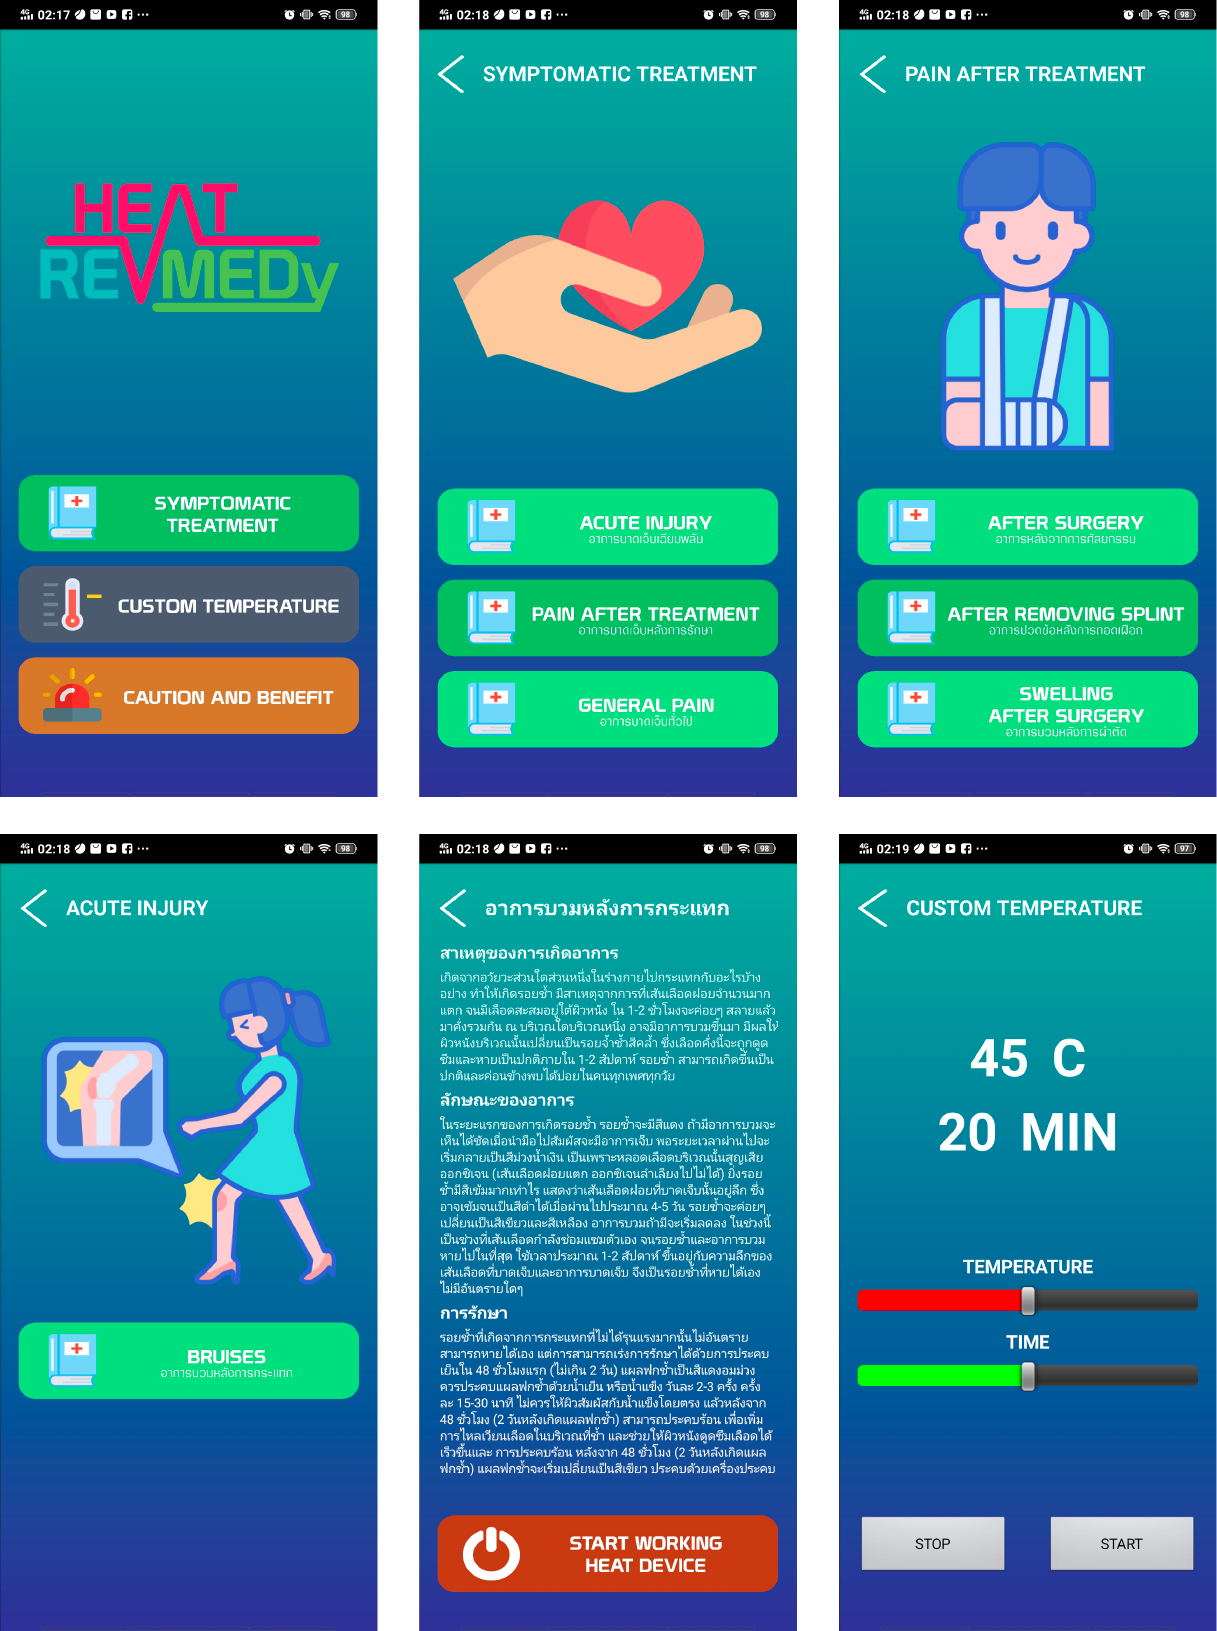 02:17
98
HEAT
REMEDy
SYMPTOMATIC
TREATMENT
CUSTOM TEMPERATURE
CAUTION AND BENEFIT
02:18
98
SYMPTOMATIC TREATMENT
ACUTE INJURY
อาการบาดเจ็บเฉียบพลัน
PAIN AFTER TREATMENT
อาการบาดเจ็บหลังการรักษา
GENERAL PAIN
อาการบาดเจ็บทั่วไป
02:18
98
PAIN AFTER TREATMENT
AFTER SURGERY
อาการหลังจากการศัลยกรรม
AFTER REMOVING SPLINT
อาการปวดข้อหลังการถอดเฝือก
SWELLING
AFTER SURGERY
อาการบวมหลังการผ่าตัด
02:18
98
ACUTE INJURY
BRUISES
อาการบวมหลังการกระแทก
02:18
98
อาการบวมหลังการกระแทก
สาเหตุของการเกิดอาการ
เกิดจากอวัยวะส่วนใดส่วนหนึ่งในร่างกายไปกระแทกกับอะไรบ้าง
อย่าง ทำให้เกิดรอยช้ำ มีสาเหตุจากการที่เส้นเลือดฝอยจำนวนมาก
แตก จนมีเลือดสะสมอยู่ใต้ผิวหนัง ใน 1-2 ชั่วโมงจะค่อยๆ สลายแล้ว
มาคั่งรวมกัน ณ บริเวณใดบริเวณหนึ่ง อาจมีอาการบวมขึ้นมา มีผลให้
ผิวหนังบริเวณนั้นเปลี่ยนเป็นรอยจ้ำช้ำสีคล้ำ ซึ่งเลือดคั่งนี้จะถูกดูด
ซึมและหายเป็นปกติภายใน 1-2 สัปดาห์ รอยช้ำ สามารถเกิดขึ้นเป็น
ปกติและค่อนข้างพบได้บ่อยในคนทุกเพศทุกวัย
ลักษณะของอาการ
ในระยะแรกของการเกิดรอยช้ำ รอยช้ำจะมีสีแดง ถ้ามีอาการบวมจะ
เห็นได้ชัดเมื่อนำมือไปสัมผัสจะมีอาการเจ็บ พอระยะเวลาผ่านไปจะ
เริ่มกลายเป็นสีม่วงน้ำเงิน เป็นเพราะหลอดเลือดบริเวณนั้นสูญเสีย
ออกซิเจน (เส้นเลือดฝอยแตก ออกซิเจนลำเลียงไปไม่ได้) ยิ่งรอย
ช้ำมีสีเข้มมากเท่าไร แสดงว่าเส้นเลือดฝอยที่บาดเจ็บนั้นอยู่ลึก ซึ่ง
อาจเข้มจนเป็นสีดำได้เมื่อผ่านไปประมาณ 4-5 วัน รอยช้ำจะค่อยๆ
เปลี่ยนเป็นสีเขียวและสีเหลือง อาการบวมถ้ามีจะเริ่มลดลง ในช่วงนี้
เป็นช่วงที่เส้นเลือดกำลังซ่อมแซมตัวเอง จนรอยช้ำและอาการบวม
หายไปในที่สุด ใช้เวลาประมาณ 1-2 สัปดาห์ ขึ้นอยู่กับความลึกของ
เส้นเลือดที่บาดเจ็บและอาการบาดเจ็บ จึงเป็นรอยช้ำที่หายได้เอง
ไม่มีอันตรายใดๆ
การรักษา
รอยช้ำที่เกิดจากการกระแทกที่ไม่ได้รุนแรงมากนั้นไม่อันตราย
สามารถหายได้เอง แต่การสามารถเร่งการรักษาได้ด้วยการประคบ
เย็นใน 48 ชั่วโมงแรก (ไม่เกิน 2 วัน) แผลฟกช้ำเป็นสีแดงอมม่วง
ควรประคบแผลฟกช้ำด้วยน้ำเย็น หรือน้ำแข็ง วันละ 2-3 ครั้ง ครั้ง
ละ 15-30 นาที ไม่ควรให้ผิวสัมผัสกับน้ำแข็งโดยตรง แล้วหลังจาก
48 ชั่วโมง (2 วันหลังเกิดแผลฟกช้ำ) สามารถประคบร้อน เพื่อเพิ่ม
การไหลเวียนเลือดในบริเวณที่ช้ำ และช่วยให้ผิวหนังดูดซึมเลือดได้
เร็วขึ้นและ การประคบร้อน หลังจาก 48 ชั่วโมง (2 วันหลังเกิดแผล
ฟกช้ำ) แผลฟกช้ำจะเริ่มเปลี่ยนเป็นสีเขียว ประคบด้วยเครื่องประคบ
START WORKING
HEAT DEVICE
02:19
97
CUSTOM TEMPERATURE
45 C
20 MIN
TEMPERATURE
TIME
STOP
START